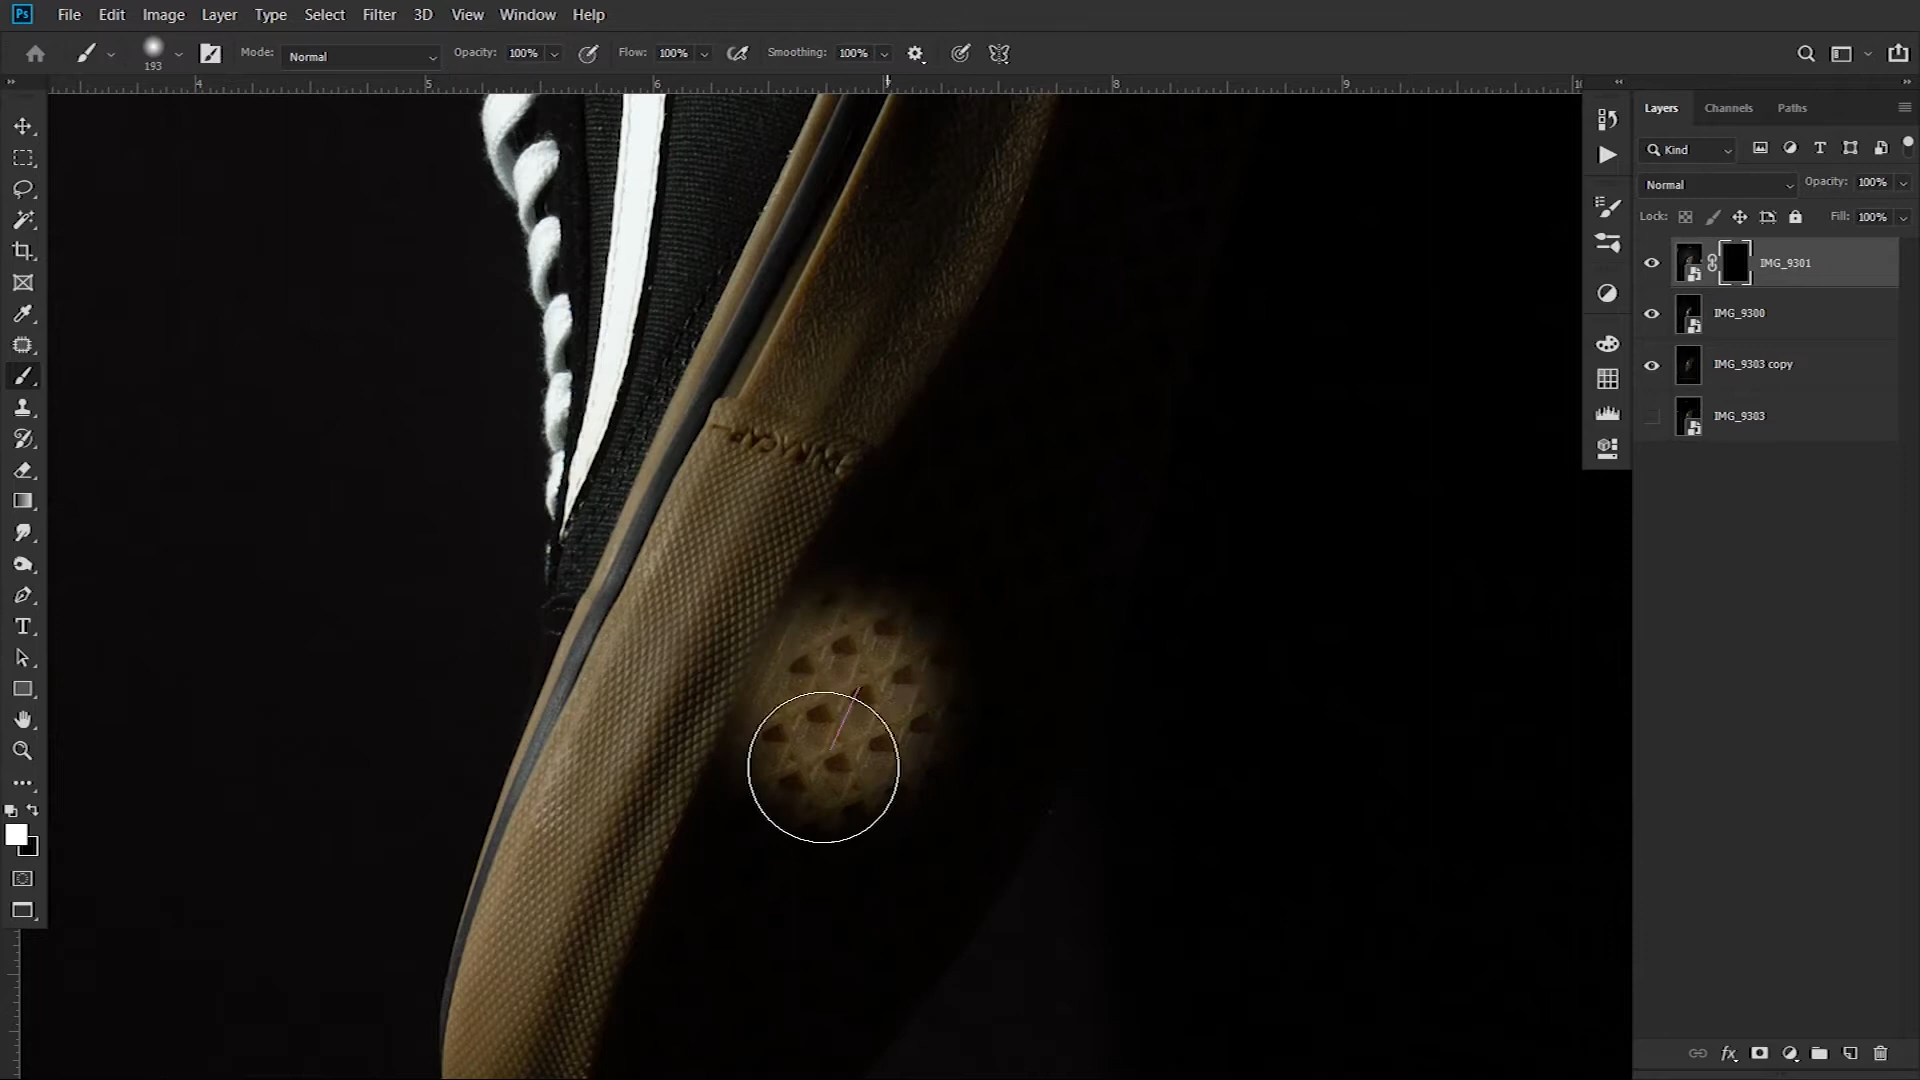 Ps File Edit Image Layer Type Select Filter 3D View Window Help
193 Mode: Normal Opacity: 100% Flow: 100% Smoothing: 100%
4 5 6 7 8 9
Layers Channels Paths
Kind
Normal Opacity: 100%
Lock: Fill: 100%
IMG_9301
IMG_9300
IMG_9303 copy
IMG_9303
fx